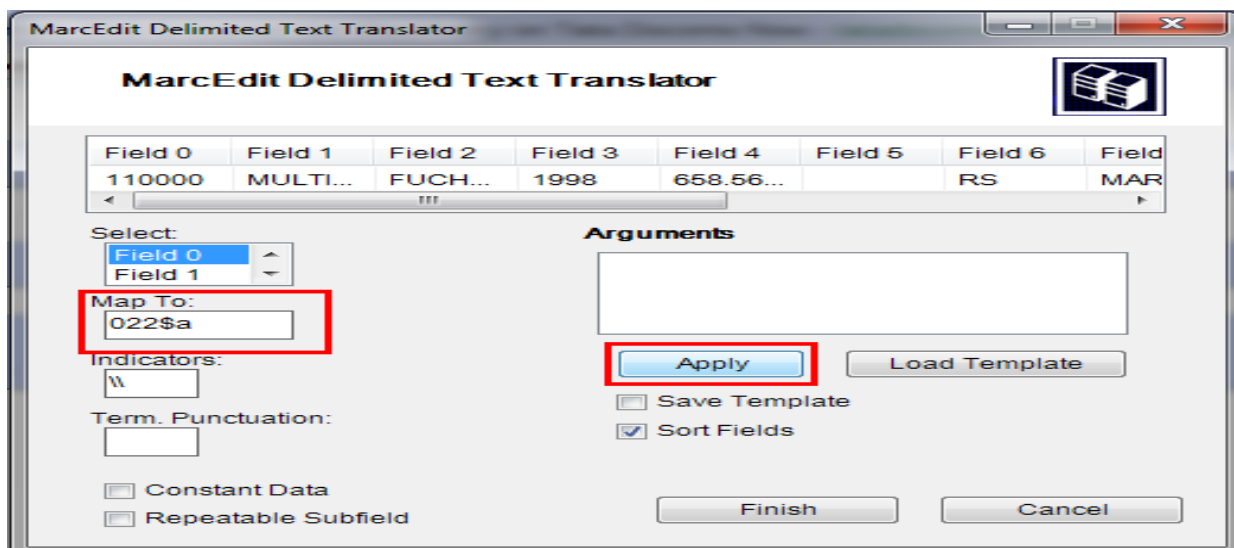 MarcEdit Delimited Text Translator
MarcEdit Delimited Text Translator
Field 0 Field 1 Field 2 Field 3 Field 4 Field 5 Field 6 Field
110000 MULTI... FUCH... 1998 658.56... RS MAR
Select:
Field 0
Field 1
Map To:
022$a
Indicators:
\\
Term. Punctuation:
Constant Data
Repeatable Subfield
Arguments
Apply Load Template
Save Template
Sort Fields
Finish Cancel